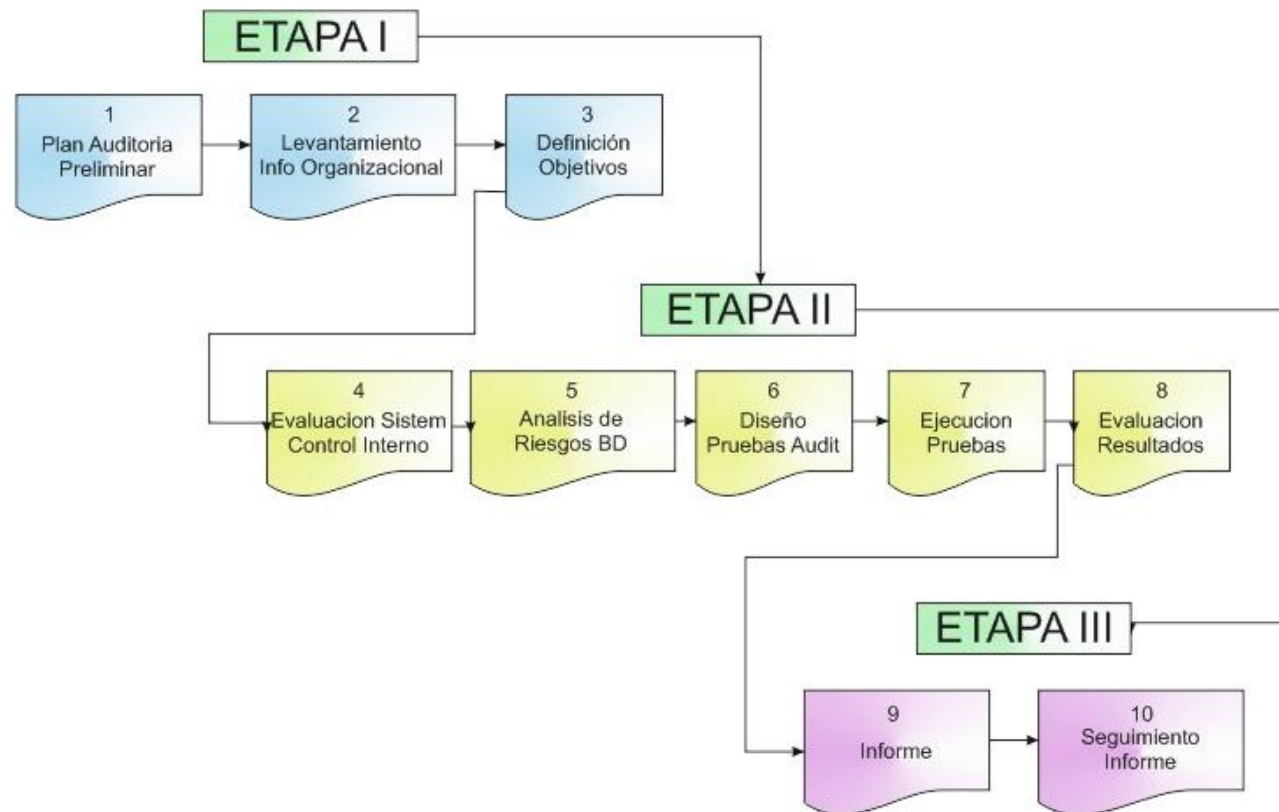 ETAPA I
1
Plan Auditoria
Preliminar
2
Levantamiento
Info Organizacional
3
Definición
Objetivos
ETAPA II
4
Evaluacion Sistem
Control Interno
5
Analisis de
Riesgos BD
6
Diseño
Pruebas Audit
7
Ejecucion
Pruebas
8
Evaluacion
Resultados
ETAPA III
9
Informe
10
Seguimiento
Informe